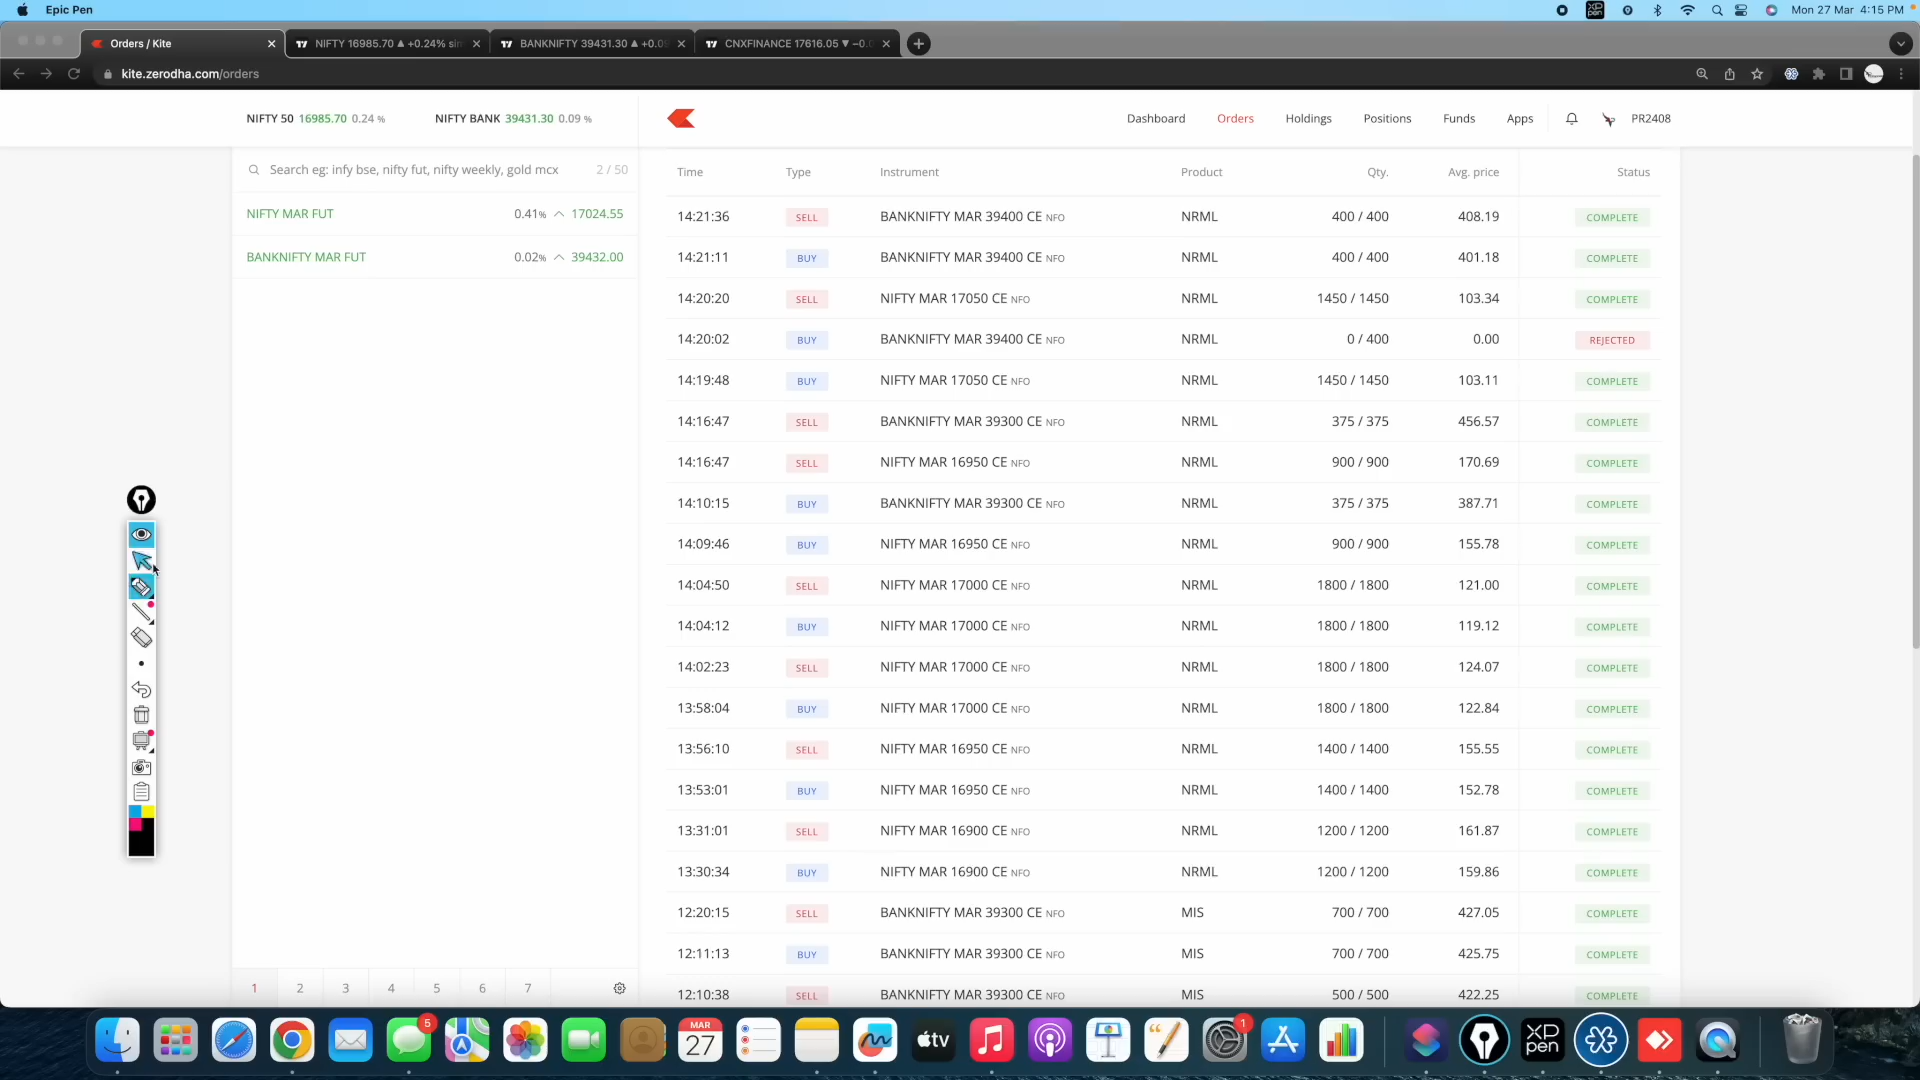 Epic Pen
Mon 27 Mar 4:15 PM
Orders / Kite
NIFTY 16985.70 ▲ +0.24%
BANKNIFTY 39431.30 ▲
CNXFINANCE 17616.05 ▼
kite.zerodha.com/orders
NIFTY 50 16985.70 0.24 %
NIFTY BANK 39431.30 0.09 %
Dashboard Orders Holdings Positions Funds Apps PR2408
Search eg: infy bse, nifty fut, nifty weekly, gold mcx 2 / 50
NIFTY MAR FUT 0.41% 17024.55
BANKNIFTY MAR FUT 0.02% 39432.00
Time Type Instrument Product Qty. Avg. price Status
14:21:36 SELL BANKNIFTY MAR 39400 CE NFO NRML 400 / 400 408.19 COMPLETE
14:21:11 BUY BANKNIFTY MAR 39400 CE NFO NRML 400 / 400 401.18 COMPLETE
14:20:20 SELL NIFTY MAR 17050 CE NFO NRML 1450 / 1450 103.34 COMPLETE
14:20:02 BUY BANKNIFTY MAR 39400 CE NFO NRML 0 / 400 0.00 REJECTED
14:19:48 BUY NIFTY MAR 17050 CE NFO NRML 1450 / 1450 103.11 COMPLETE
14:16:47 SELL BANKNIFTY MAR 39300 CE NFO NRML 375 / 375 456.57 COMPLETE
14:16:47 SELL NIFTY MAR 16950 CE NFO NRML 900 / 900 170.69 COMPLETE
14:10:15 BUY BANKNIFTY MAR 39300 CE NFO NRML 375 / 375 387.71 COMPLETE
14:09:46 BUY NIFTY MAR 16950 CE NFO NRML 900 / 900 155.78 COMPLETE
14:04:50 SELL NIFTY MAR 17000 CE NFO NRML 1800 / 1800 121.00 COMPLETE
14:04:12 BUY NIFTY MAR 17000 CE NFO NRML 1800 / 1800 119.12 COMPLETE
14:02:23 SELL NIFTY MAR 17000 CE NFO NRML 1800 / 1800 124.07 COMPLETE
13:58:04 BUY NIFTY MAR 17000 CE NFO NRML 1800 / 1800 122.84 COMPLETE
13:56:10 SELL NIFTY MAR 16950 CE NFO NRML 1400 / 1400 155.55 COMPLETE
13:53:01 BUY NIFTY MAR 16950 CE NFO NRML 1400 / 1400 152.78 COMPLETE
13:31:01 SELL NIFTY MAR 16900 CE NFO NRML 1200 / 1200 161.87 COMPLETE
13:30:34 BUY NIFTY MAR 16900 CE NFO NRML 1200 / 1200 159.86 COMPLETE
12:20:15 SELL BANKNIFTY MAR 39300 CE NFO MIS 700 / 700 427.05 COMPLETE
12:11:13 BUY BANKNIFTY MAR 39300 CE NFO MIS 700 / 700 425.75 COMPLETE
12:10:38 SELL BANKNIFTY MAR 39300 CE NFO MIS 500 / 500 422.25 COMPLETE
1 2 3 4 5 6 7
5
MAR
27
tv
1
XP
pen